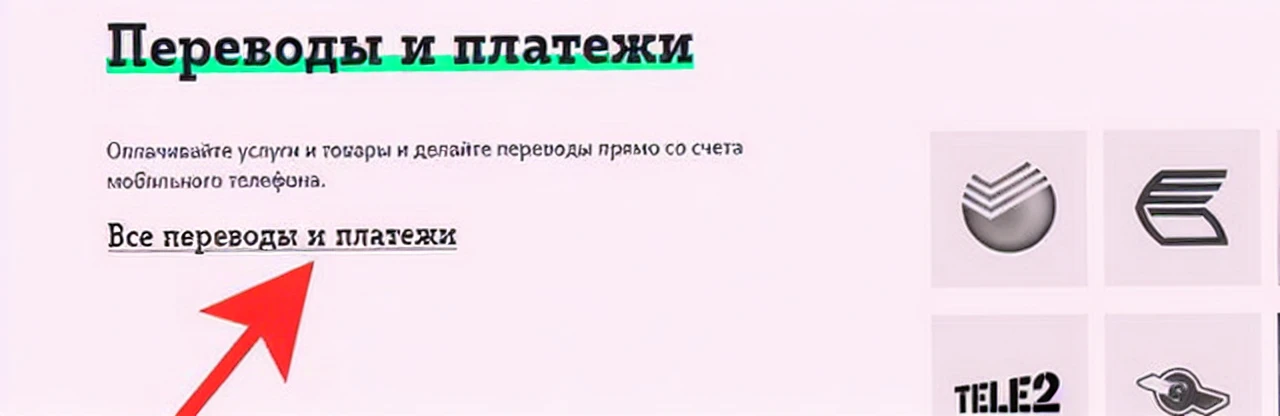 Переводы и платежи
Оплачивайте услуги и товары и делайте переводы прямо со счета
мобильного телефона.
Все переводы и платежи
TELE2